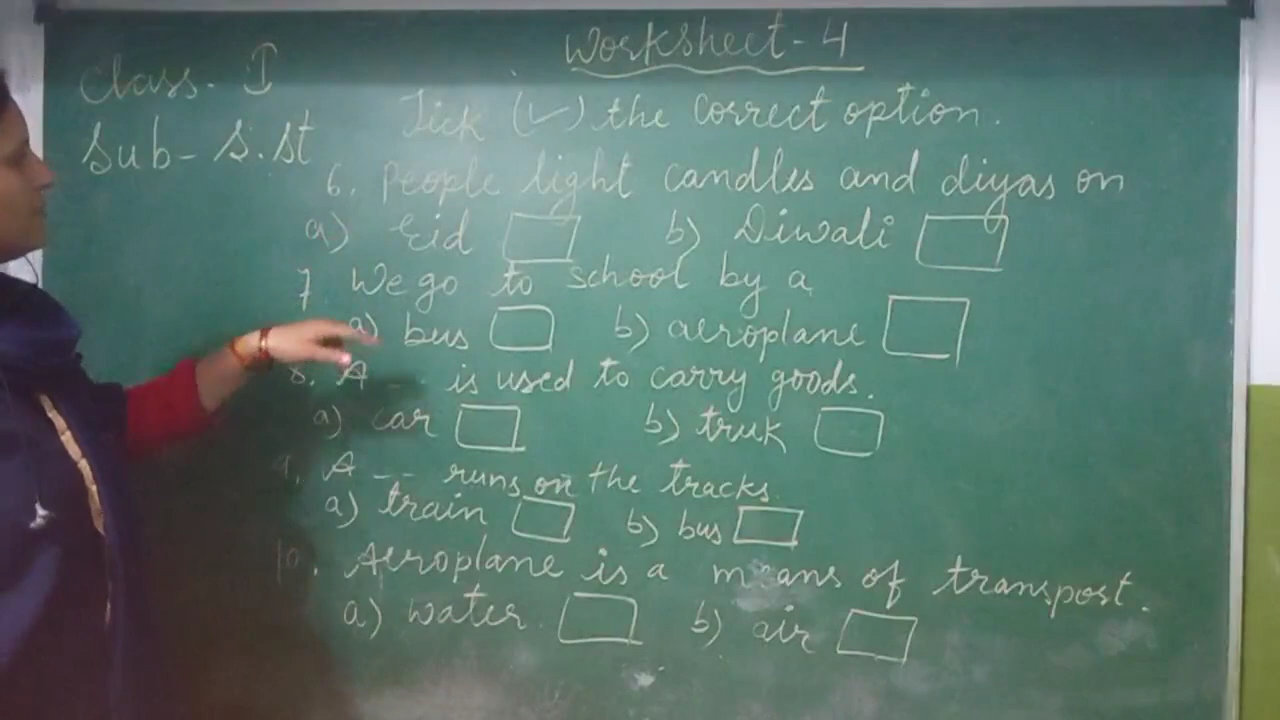 Worksheet-4
Class-I
Tick (✓) the correct option.
Sub-S.st
6. People light candles and diyas on
a) Eid b) Diwali
7 We go to school by a
a) bus b) aeroplane
8. A -- is used to carry goods.
a) car b) truk
9. A -- runs on the tracks.
a) train b) bus
10. Aeroplane is a means of transpost.
a) water b) air